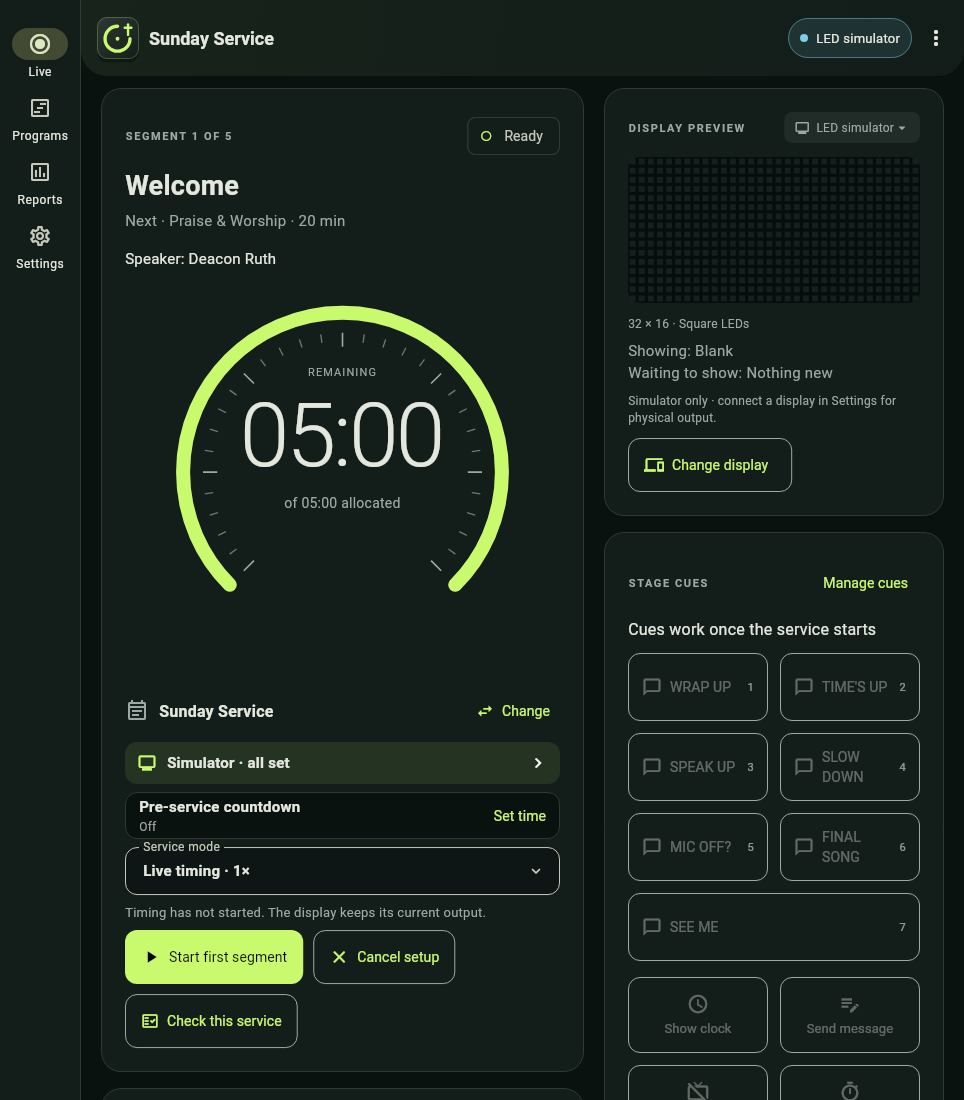 Sunday Service
LED simulator
Live
Programs
Reports
Settings
SEGMENT 1 OF 5
Ready
Welcome
Next · Praise & Worship · 20 min
Speaker: Deacon Ruth
REMAINING
05:00
of 05:00 allocated
Sunday Service
Change
Simulator · all set
Pre-service countdown
Off
Set time
Service mode
Live timing · 1×
Timing has not started. The display keeps its current output.
Start first segment
Cancel setup
Check this service
DISPLAY PREVIEW
LED simulator
32 × 16 · Square LEDs
Showing: Blank
Waiting to show: Nothing new
Simulator only · connect a display in Settings for
physical output.
Change display
STAGE CUES
Manage cues
Cues work once the service starts
WRAP UP 1
TIME'S UP 2
SPEAK UP 3
SLOW
DOWN 4
MIC OFF? 5
FINAL
SONG 6
SEE ME 7
Show clock
Send message